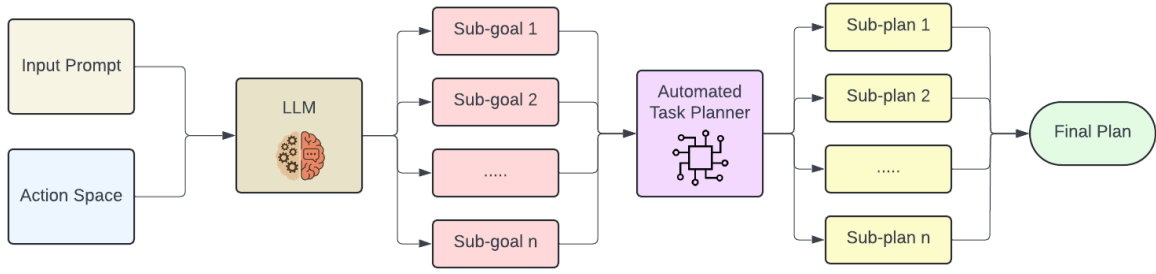 Input Prompt
Action Space
LLM
Sub-goal 1
Sub-goal 2
.....
Sub-goal n
Automated
Task Planner
Sub-plan 1
Sub-plan 2
.....
Sub-plan n
Final Plan